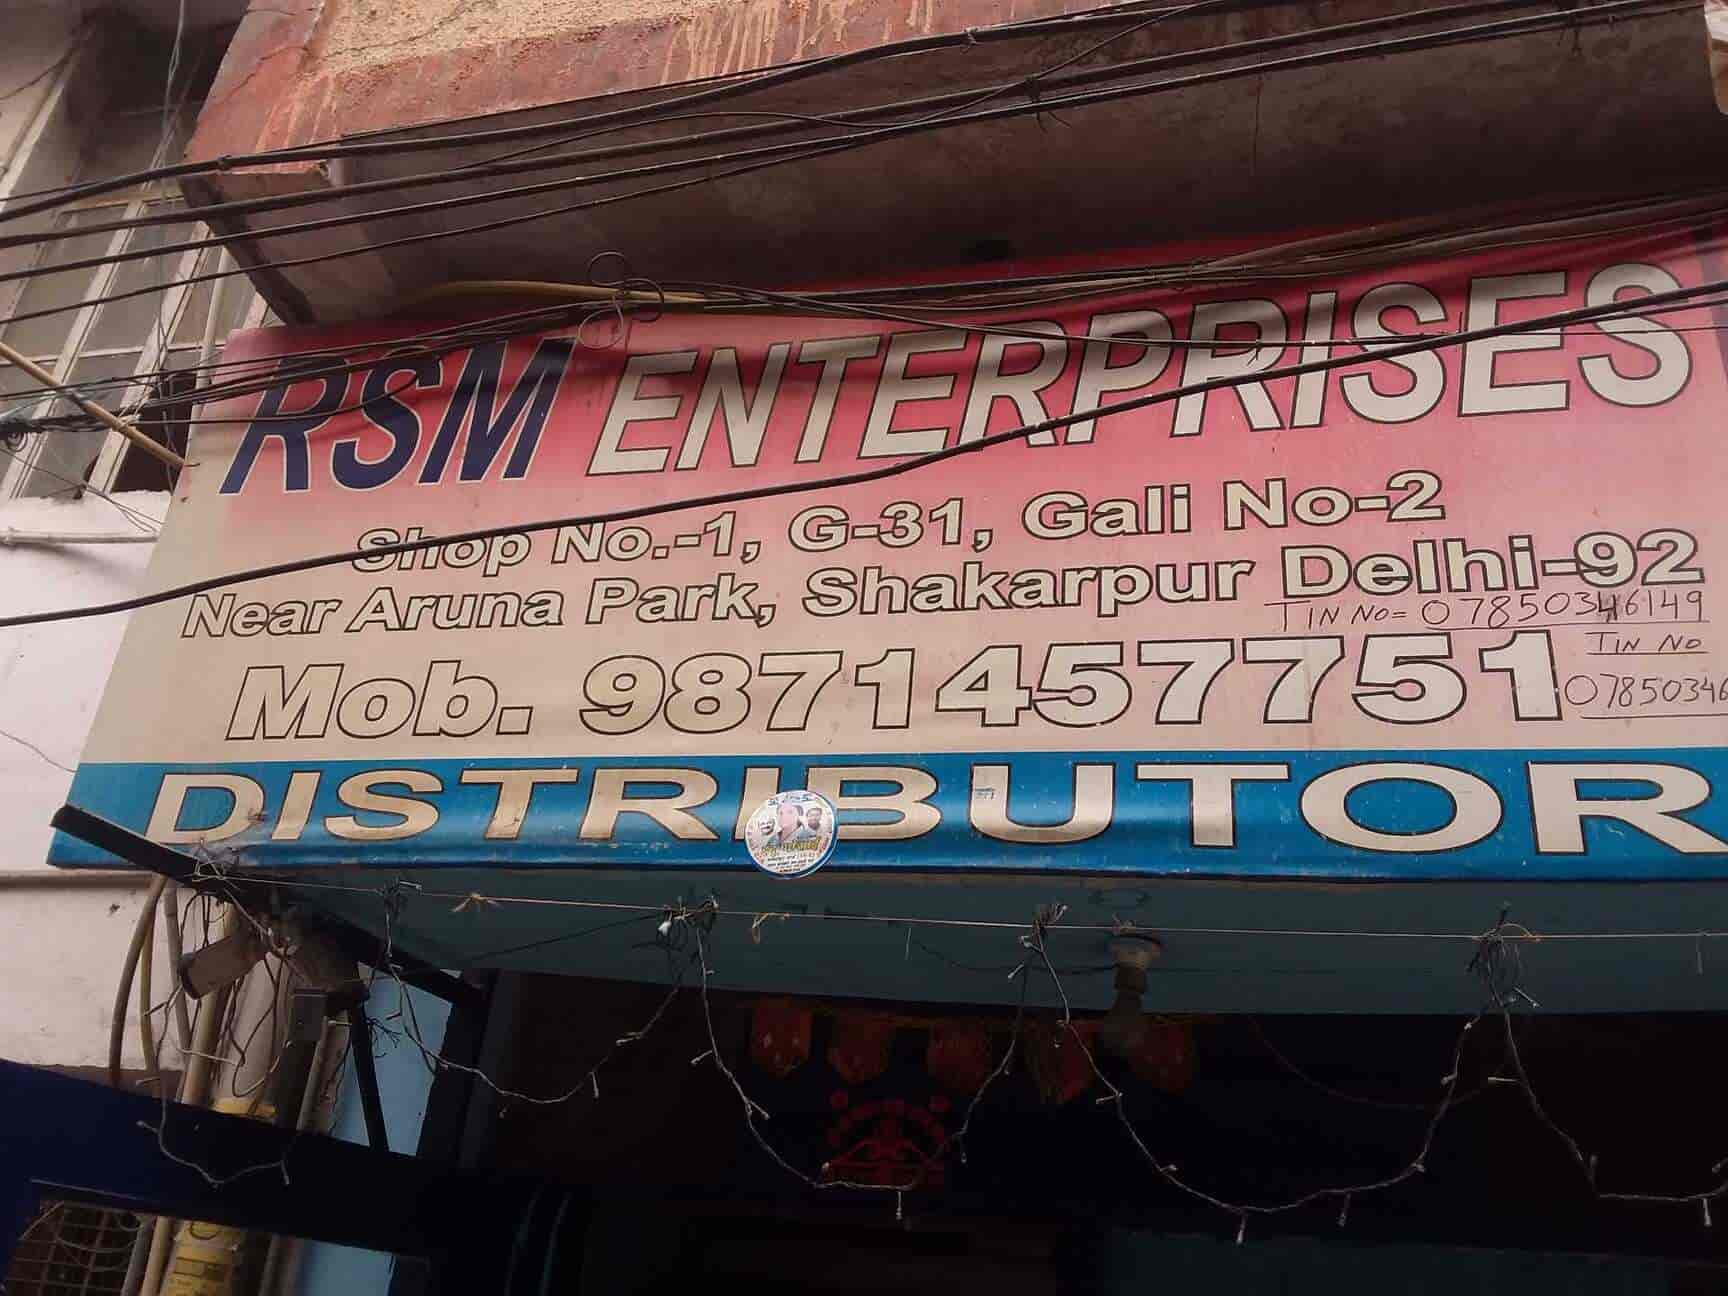 RSM ENTERPRISES
Shop No.-1, G-31, Gali No-2
Near Aruna Park, Shakarpur Delhi-92
TIN NO= 07850346149
Mob. 9871457751
TIN NO
07850346
DISTRIBUTOR